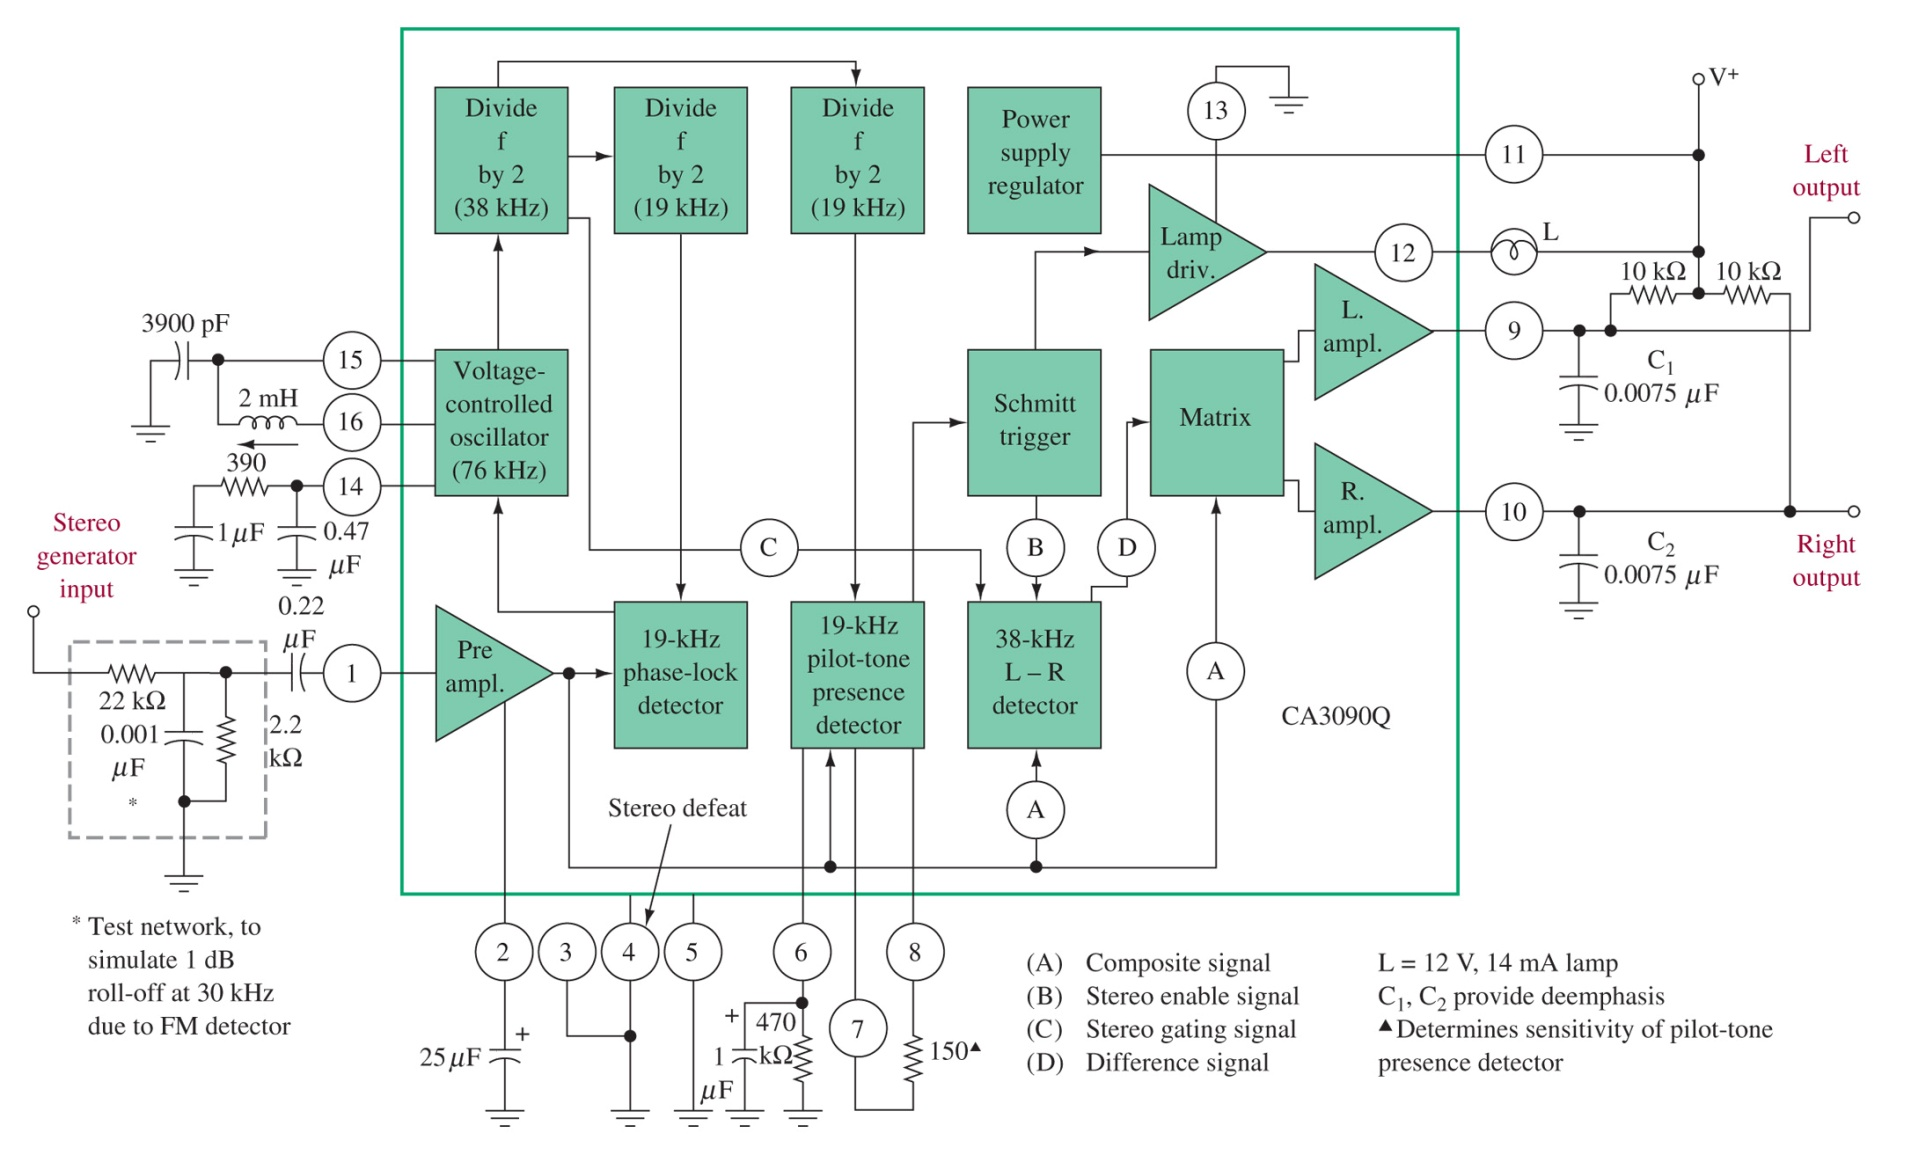 Divide
f
by 2
(38 kHz)
Divide
f
by 2
(19 kHz)
Divide
f
by 2
(19 kHz)
Power
supply
regulator
13
V+
11
Left
output
Lamp
driv.
12
L
10 kΩ
10 kΩ
3900 pF
15
2 mH
16
390
14
1 μF
0.47
μF
Voltage-
controlled
oscillator
(76 kHz)
Schmitt
trigger
Matrix
L.
ampl.
9
C1
0.0075 μF
R.
ampl.
10
C2
0.0075 μF
Right
output
Stereo
generator
input
C
B
D
0.22
μF
1
22 kΩ
0.001
μF
*
2.2
kΩ
Pre
ampl.
19-kHz
phase-lock
detector
19-kHz
pilot-tone
presence
detector
38-kHz
L – R
detector
A
CA3090Q
A
Stereo defeat
2
3
4
5
6
8
7
25 μF
+
+
1
μF
470
kΩ
150▲
* Test network, to
simulate 1 dB
roll-off at 30 kHz
due to FM detector
(A) Composite signal
(B) Stereo enable signal
(C) Stereo gating signal
(D) Difference signal
L = 12 V, 14 mA lamp
C1, C2 provide deemphasis
▲Determines sensitivity of pilot-tone
presence detector